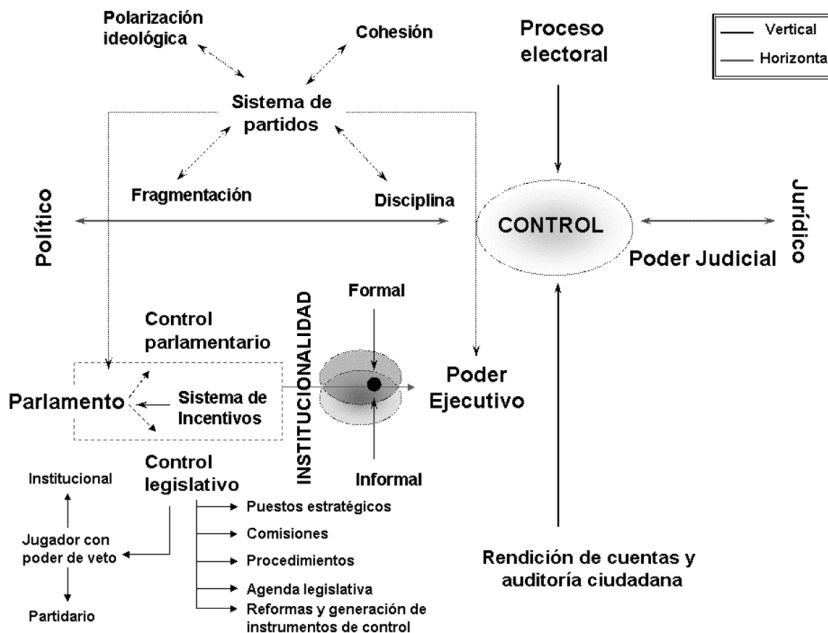 Polarización
ideológica
Cohesión
Proceso
electoral
Vertical
Horizonta
Sistema de
partidos
Fragmentación
Disciplina
Político
CONTROL
Jurídico
Poder Judicial
Formal
Control
parlamentario
INSTITUCIONALIDAD
Parlamento
Sistema de
Incentivos
Poder
Ejecutivo
Control
legislativo
Informal
Institucional
Puestos estratégicos
Jugador con
poder de veto
Comisiones
Procedimientos
Agenda legislativa
Partidario
Reformas y generación de
instrumentos de control
Rendición de cuentas y
auditoría ciudadana